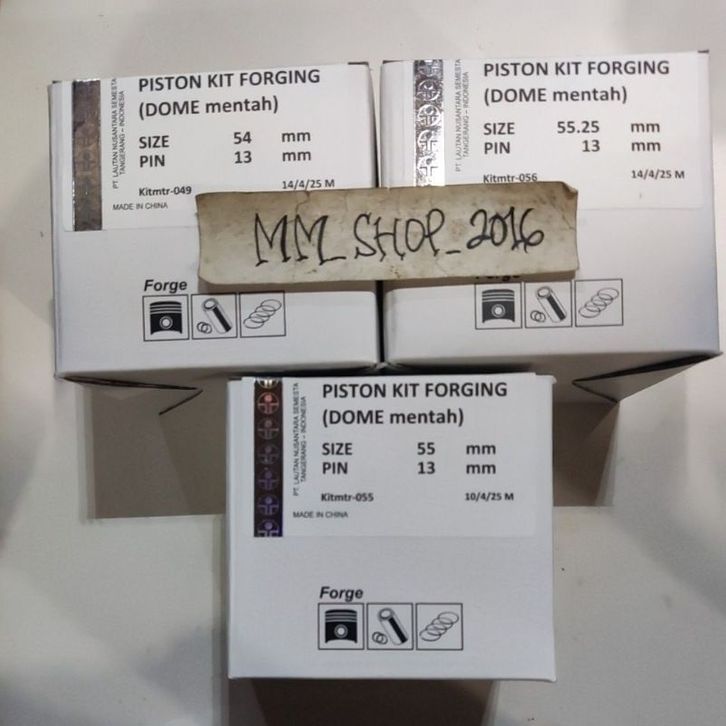 PISTON KIT FORGING
(DOME mentah)
SIZE 54 mm
PIN 13 mm
Kitmtr-049 14/4/25 M
MADE IN CHINA
PT. LAUTAN NUSANTARA SEMESTA
TANGERANG – INDONESIA
Forge
PISTON KIT FORGING
(DOME mentah)
SIZE 55.25 mm
PIN 13 mm
Kitmtr-056 14/4/25 M
PT. LAUTAN NUSANTARA SEMESTA
TANGERANG – INDONESIA
Forge
MM_SHOP_2016
PISTON KIT FORGING
(DOME mentah)
SIZE 55 mm
PIN 13 mm
Kitmtr-055 10/4/25 M
MADE IN CHINA
PT. LAUTAN NUSANTARA SEMESTA
TANGERANG – INDONESIA
Forge